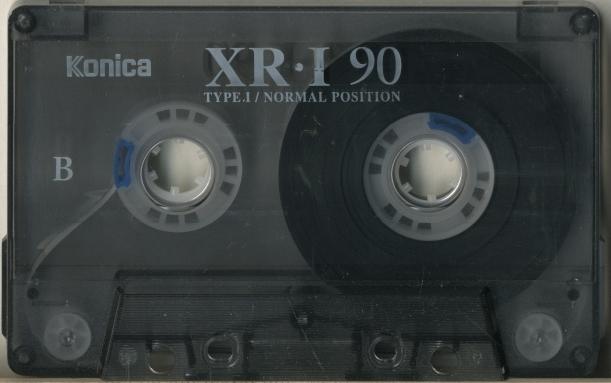 Konica
XR·I 90
TYPE.I / NORMAL POSITION
B